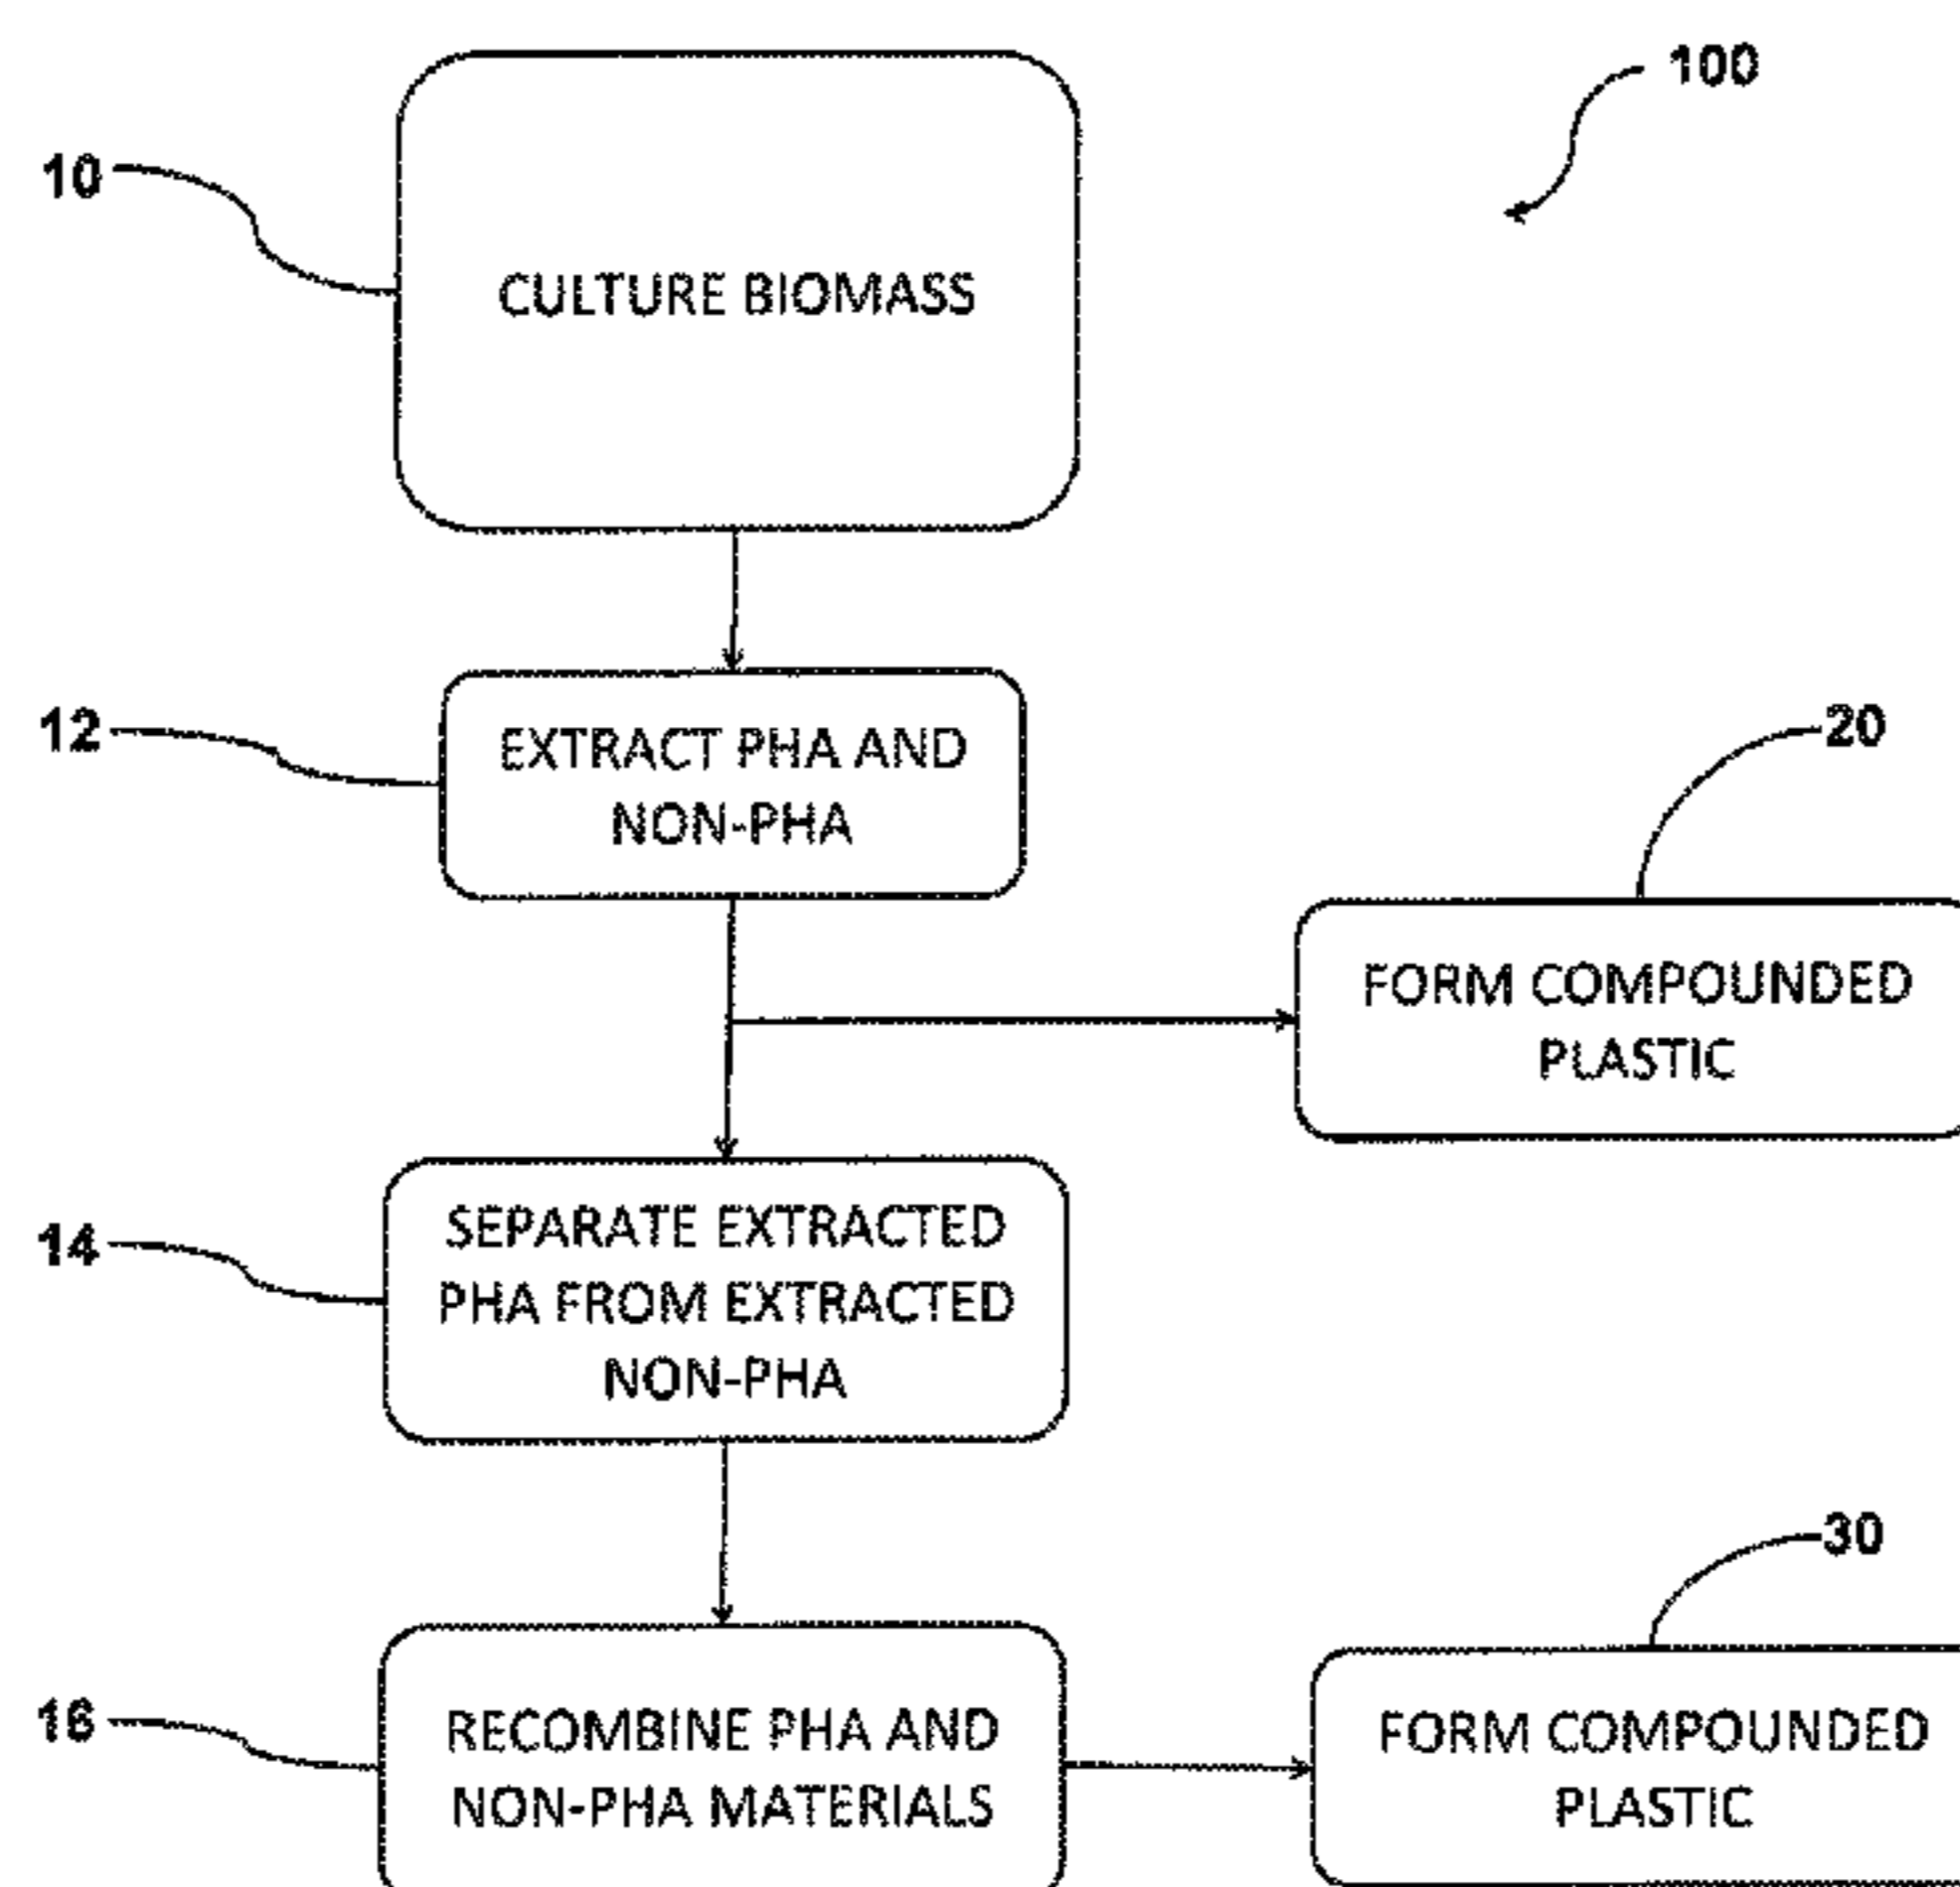 100
10
CULTURE BIOMASS
12
EXTRACT PHA AND
NON-PHA
20
FORM COMPOUNDED
PLASTIC
14
SEPARATE EXTRACTED
PHA FROM EXTRACTED
NON-PHA
30
16
RECOMBINE PHA AND
NON-PHA MATERIALS
FORM COMPOUNDED
PLASTIC